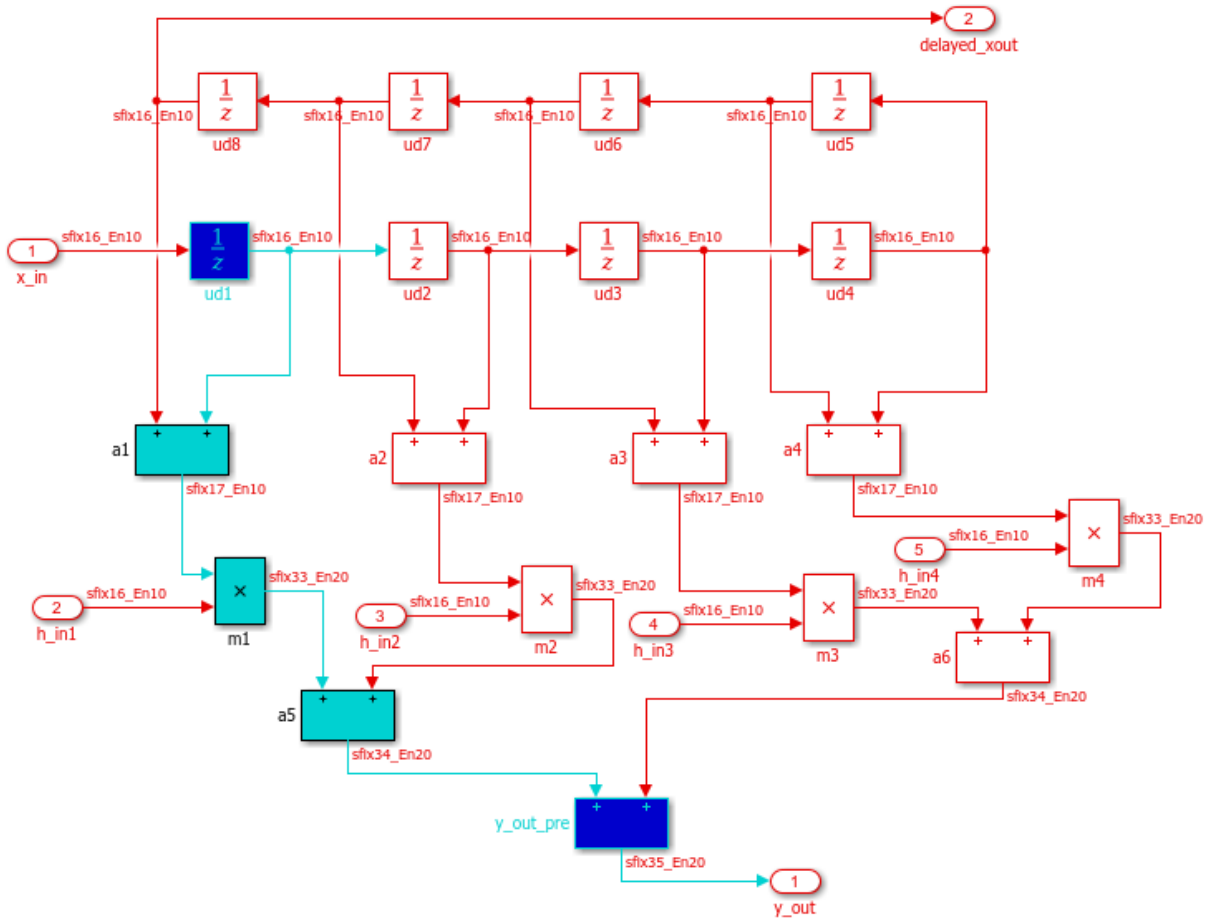 2
delayed_xout
1
z
1
z
1
z
1
z
sfix16_En10
sfix16_En10
sfix16_En10
sfix16_En10
ud8
ud7
ud6
ud5
sfix16_En10
sfix16_En10
sfix16_En10
sfix16_En10
sfix16_En10
1
1
z
1
z
1
z
1
z
x_in
ud1
ud2
ud3
ud4
+ +
+ +
+ +
+ +
a1
a2
a3
a4
sfix17_En10
sfix17_En10
sfix17_En10
sfix17_En10
sfix33_En20
×
sfix16_En10
5
h_in4
m4
sfix33_En20
×
sfix16_En10
2
h_in1
m1
sfix33_En20
×
sfix16_En10
3
h_in2
m2
sfix33_En20
×
sfix16_En10
4
h_in3
m3
+ +
a6
sfix34_En20
+ +
a5
sfix34_En20
+ +
y_out_pre
sfix35_En20
1
y_out